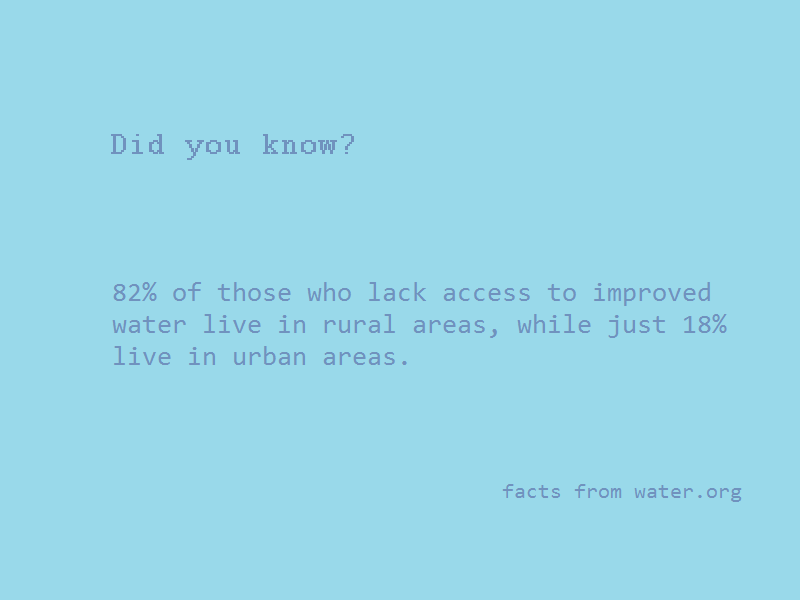 Did you know?
82% of those who lack access to improved
water live in rural areas, while just 18%
live in urban areas.
facts from water.org